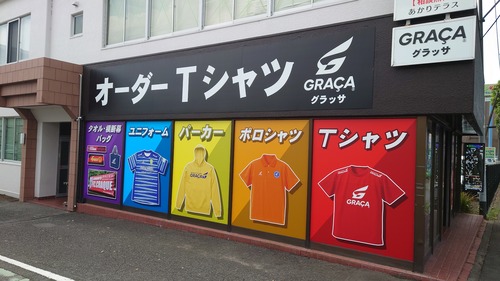 あかりテラス
GRAÇA
グラッサ
オーダーTシャツ
GRAÇA
グラッサ
タオル・横断幕
バッグ
ユニフォーム
パーカー
ポロシャツ
Tシャツ
GRAÇA
GRAÇA